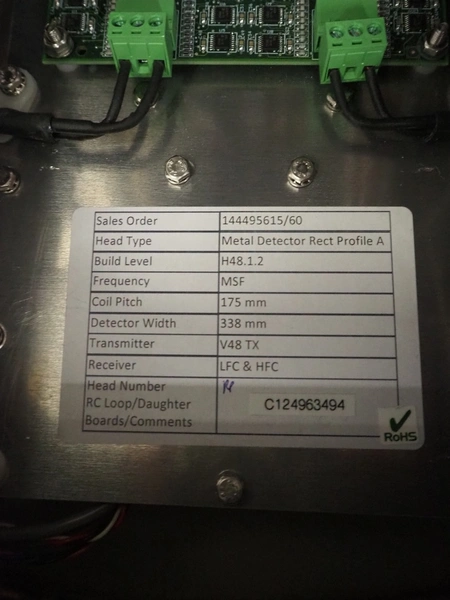 Sales Order 144495615/60
Head Type Metal Detector Rect Profile A
Build Level H48.1.2
Frequency MSF
Coil Pitch 175 mm
Detector Width 338 mm
Transmitter V48 TX
Receiver LFC & HFC
Head Number
RC Loop/Daughter C124963494
Boards/Comments
RoHS